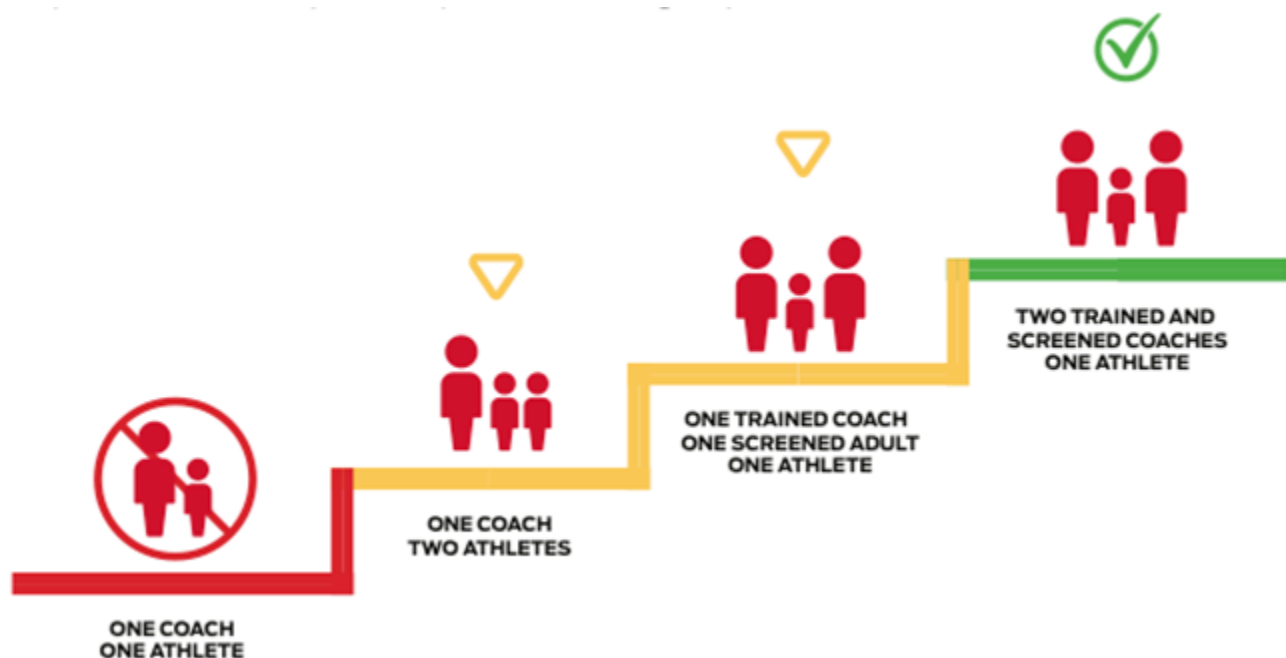 ONE COACH
ONE ATHLETE
ONE COACH
TWO ATHLETES
ONE TRAINED COACH
ONE SCREENED ADULT
ONE ATHLETE
TWO TRAINED AND
SCREENED COACHES
ONE ATHLETE